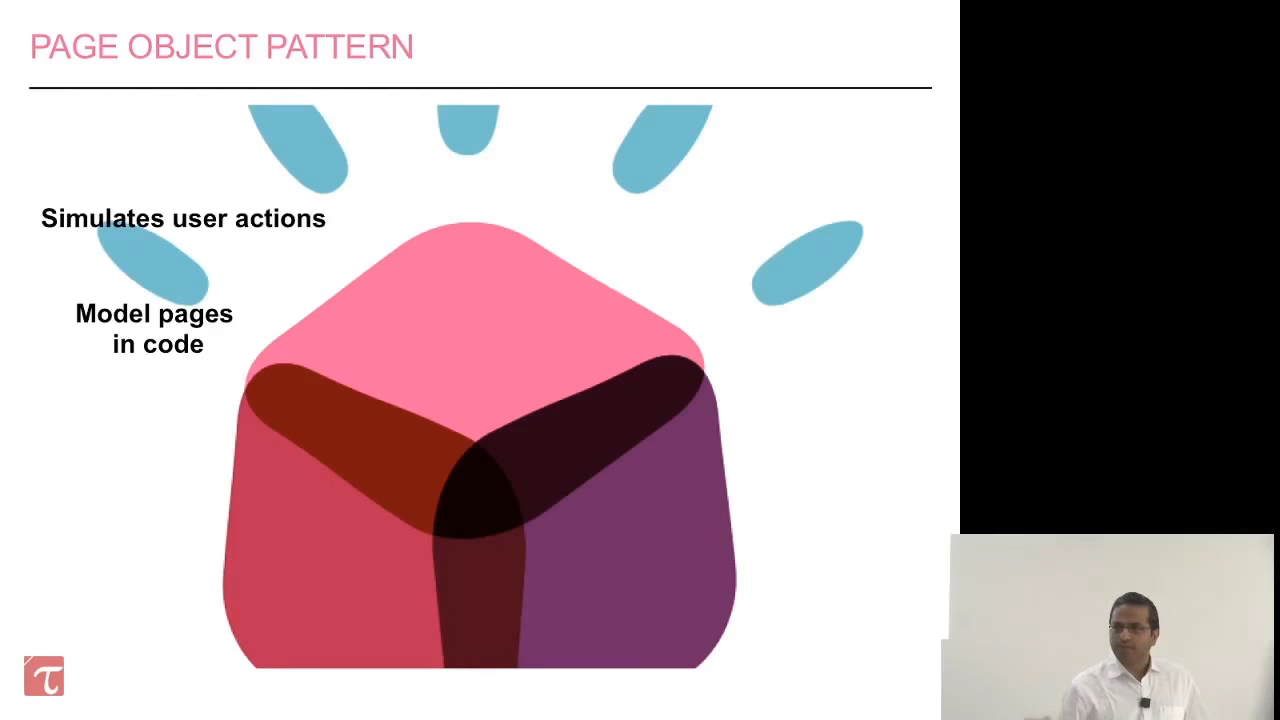 PAGE OBJECT PATTERN
Simulates user actions
Model pages
in code
τ